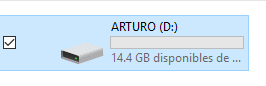 ARTURO (D:)
14.4 GB disponibles de ...